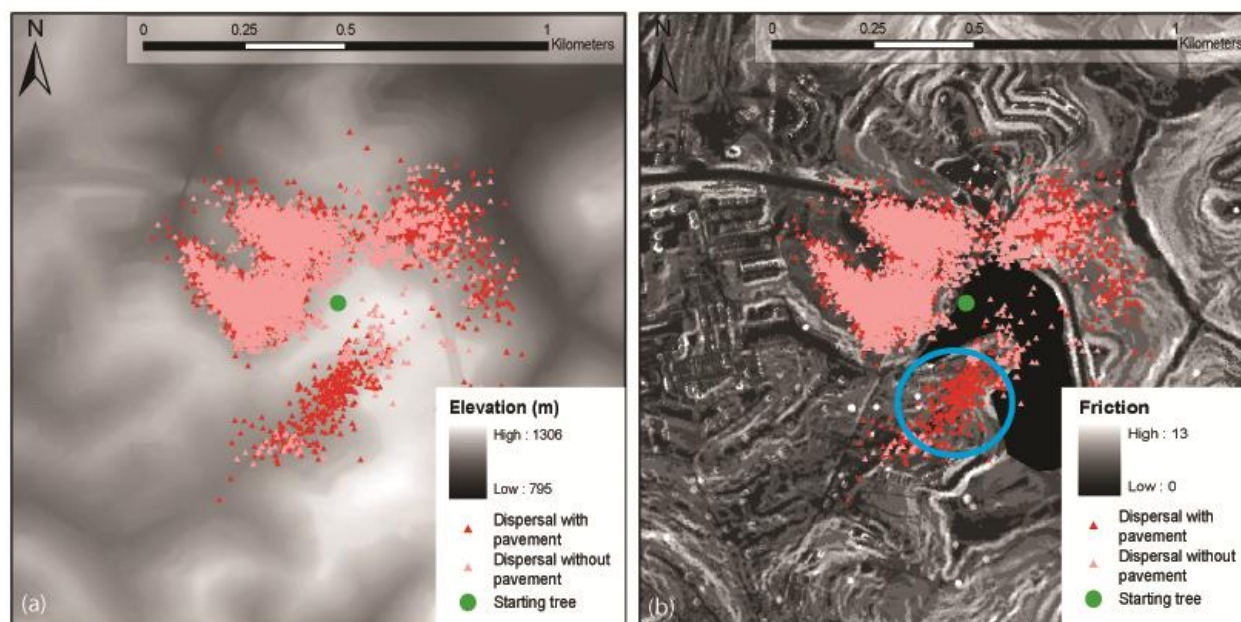 N
0 0.25 0.5 1
Kilometers
Elevation (m)
High : 1306
Low : 795
Dispersal with
pavement
Dispersal without
pavement
Starting tree
(a)
N
0 0.25 0.5 1
Kilometers
Friction
High : 13
Low : 0
Dispersal with
pavement
Dispersal without
pavement
Starting tree
(b)